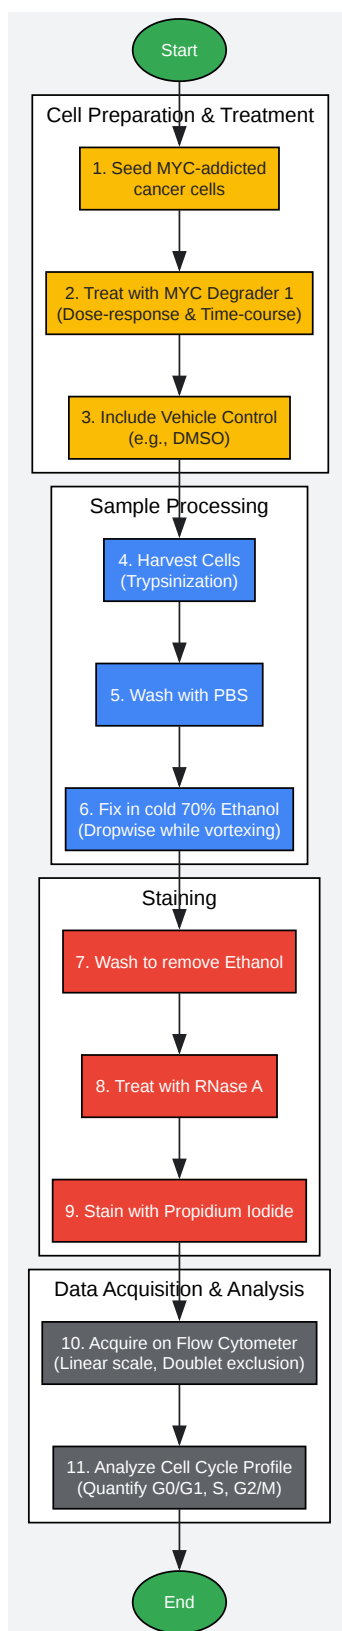 Start
Cell Preparation & Treatment
1. Seed MYC-addicted
cancer cells
2. Treat with MYC Degrader 1
(Dose-response & Time-course)
3. Include Vehicle Control
(e.g., DMSO)
Sample Processing
4. Harvest Cells
(Trypsinization)
5. Wash with PBS
6. Fix in cold 70% Ethanol
(Dropwise while vortexing)
Staining
7. Wash to remove Ethanol
8. Treat with RNase A
9. Stain with Propidium Iodide
Data Acquisition & Analysis
10. Acquire on Flow Cytometer
(Linear scale, Doublet exclusion)
11. Analyze Cell Cycle Profile
(Quantify G0/G1, S, G2/M)
End